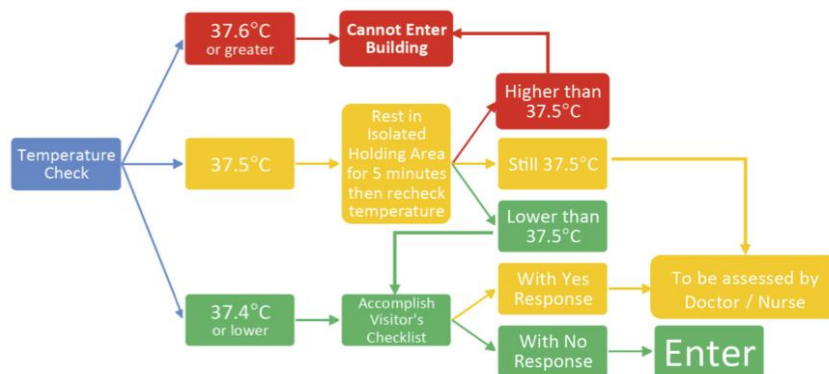 37.6°C
or greater
Cannot Enter
Building
Higher than
37.5°C
Temperature
Check
37.5°C
Rest in
Isolated
Holding Area
for 5 minutes
then recheck
temperature
Still 37.5°C
Lower than
37.5°C
37.4°C
or lower
Accomplish
Visitor's
Checklist
With Yes
Response
To be assessed by
Doctor / Nurse
With No
Response
Enter